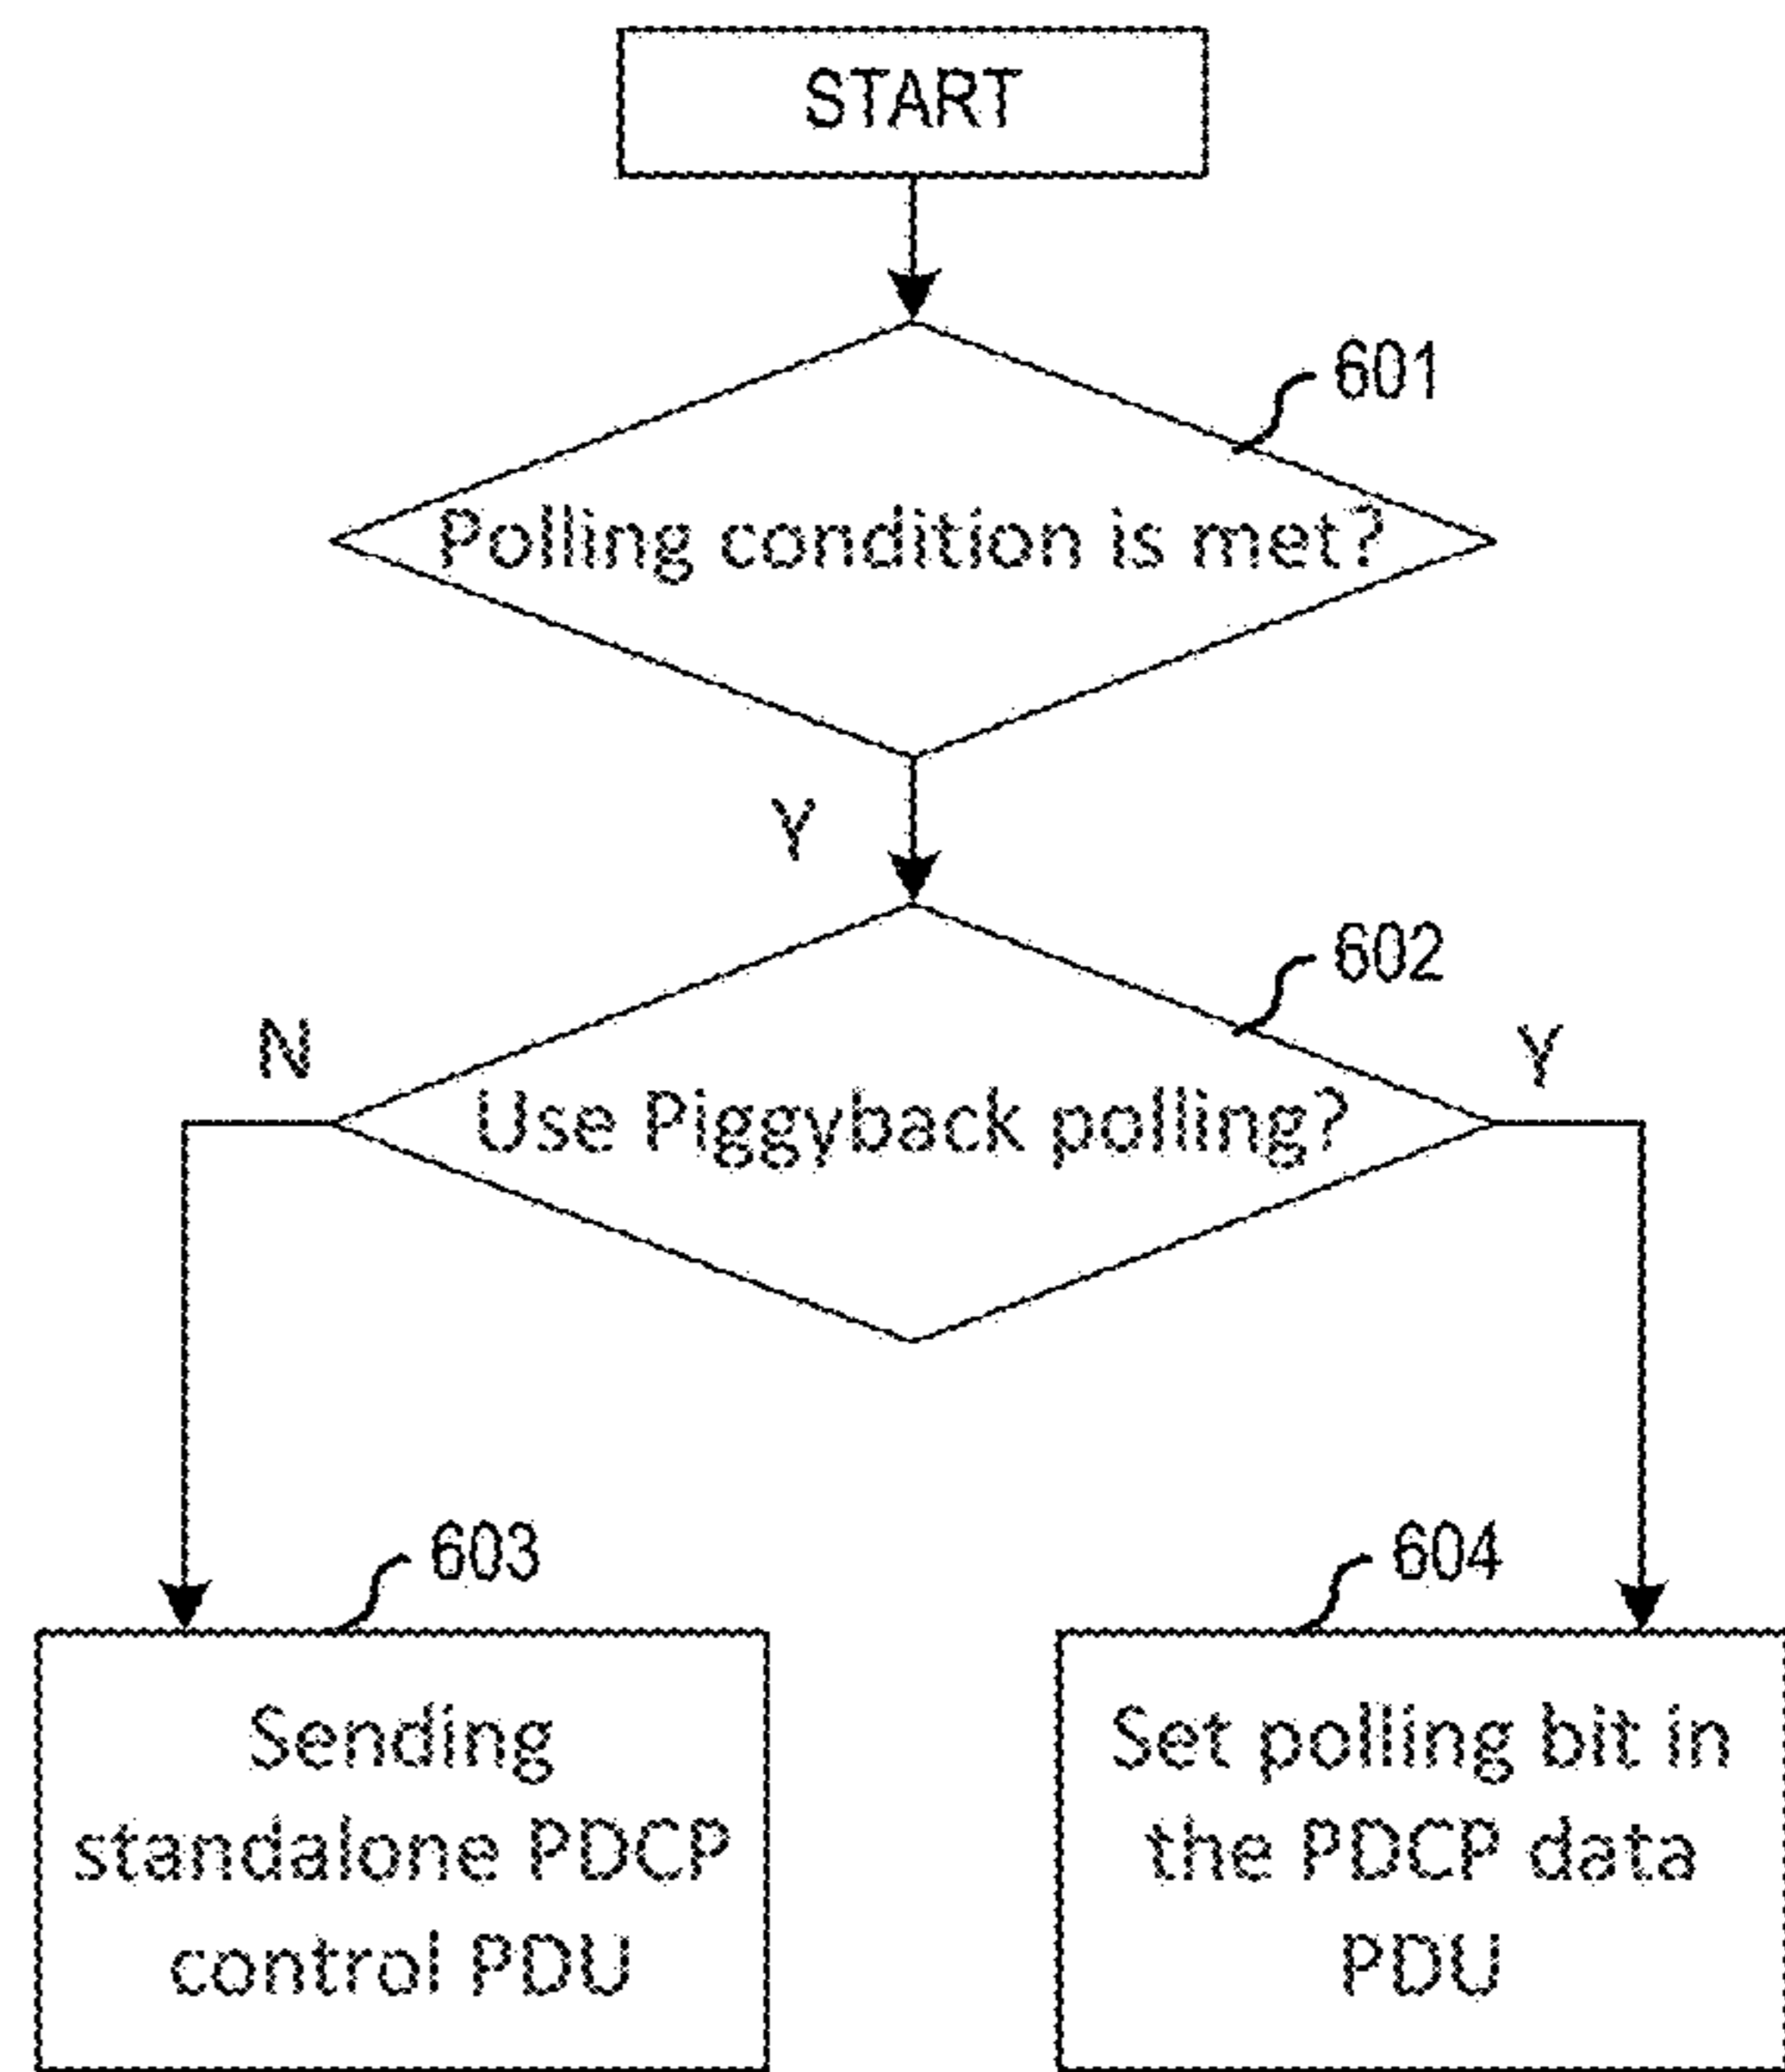 START
601
Polling condition is met?
Y
602
N
Y
Use Piggyback polling?
603
604
Sending
standalone PDCP
control PDU
Set polling bit in
the PDCP data
PDU